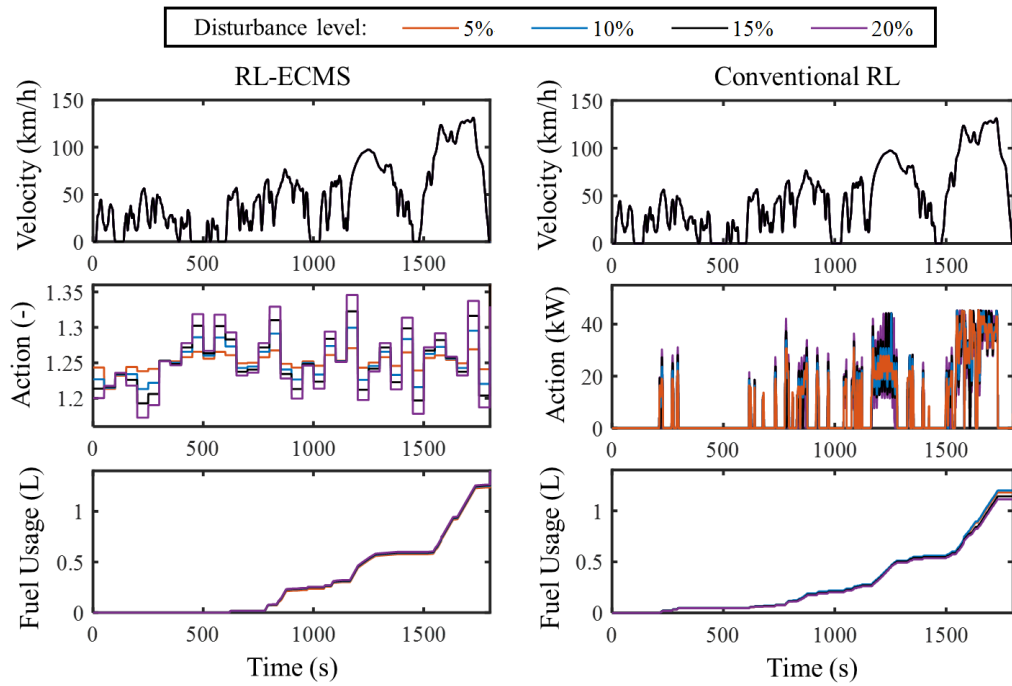 Disturbance level: 5% 10% 15% 20%
RL-ECMS
Conventional RL
Velocity (km/h)
150
100
50
0
0 500 1000 1500
Velocity (km/h)
150
100
50
0
0 500 1000 1500
Action (-)
1.35
1.3
1.25
1.2
0 500 1000 1500
Action (kW)
40
20
0
0 500 1000 1500
Fuel Usage (L)
1
0.5
0
0 500 1000 1500
Time (s)
Fuel Usage (L)
1
0.5
0
0 500 1000 1500
Time (s)